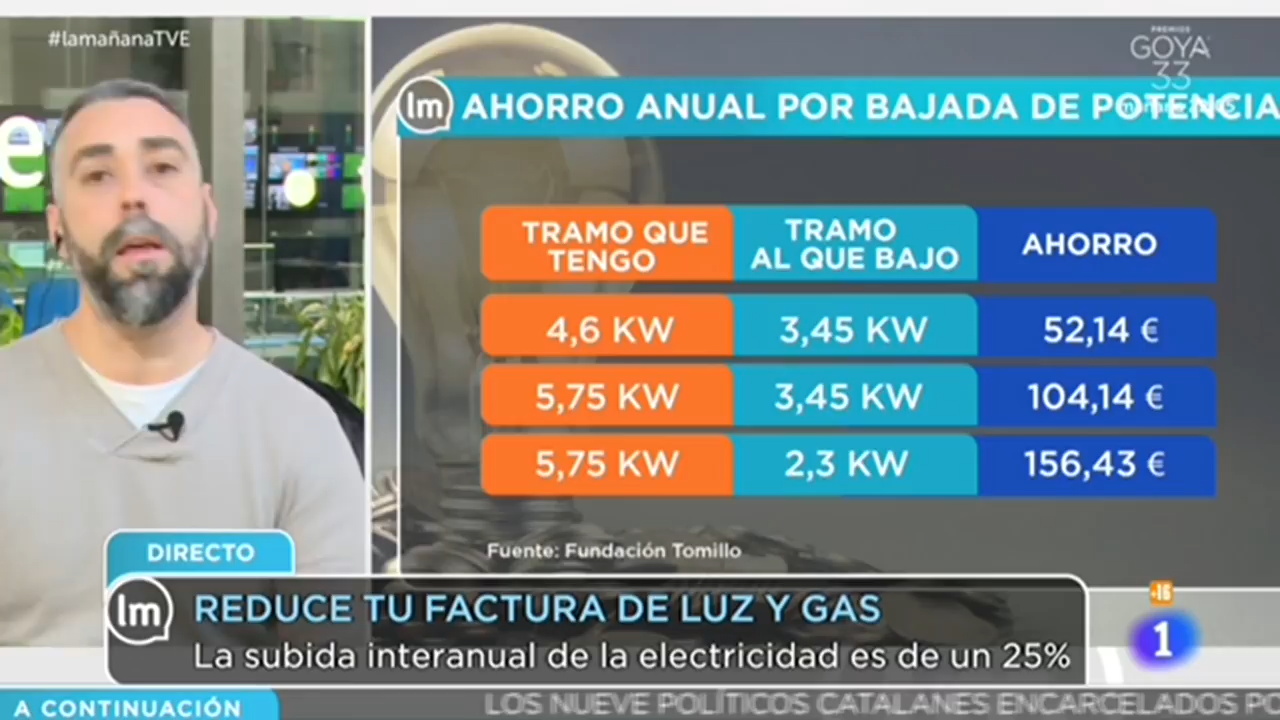 #lamañanaTVE
PREMIOS
GOYA
33
lm AHORRO ANUAL POR BAJADA DE POTENCIA
TRAMO QUE
TENGO
TRAMO
AL QUE BAJO
AHORRO
4,6 KW 3,45 KW 52,14 €
5,75 KW 3,45 KW 104,14 €
5,75 KW 2,3 KW 156,43 €
Fuente: Fundación Tomillo
DIRECTO
lm REDUCE TU FACTURA DE LUZ Y GAS
La subida interanual de la electricidad es de un 25%
+16
1
A CONTINUACIÓN
LOS NUEVE POLÍTICOS CATALANES ENCARCELADOS PO
e